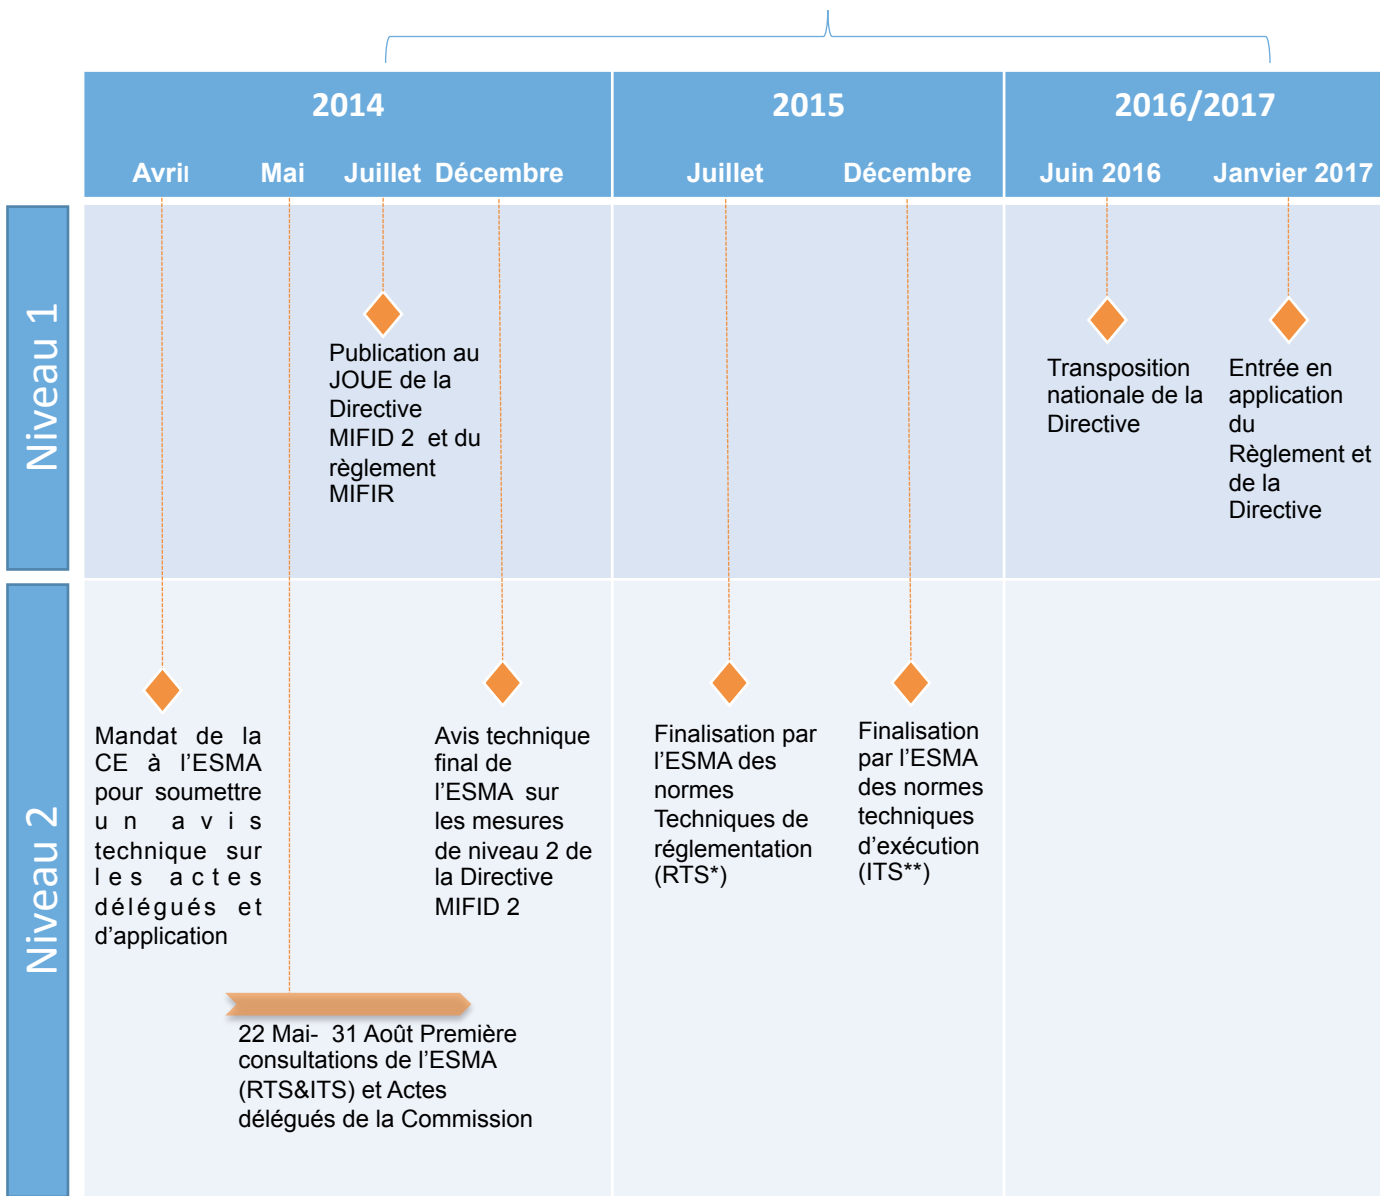 2014
2015
2016/2017
Avril
Mai
Juillet
Décembre
Juillet
Décembre
Juin 2016
Janvier 2017
Niveau 1
Publication au
JOUE de la
Directive
MIFID 2 et du
règlement
MIFIR
Transposition
nationale de la
Directive
Entrée en
application
du
Règlement et
de la
Directive
Niveau 2
Mandat de la
CE à l’ESMA
pour soumettre
un avis
technique sur
les actes
délégués et
d’application
Avis technique
final de
l’ESMA sur
les mesures
de niveau 2 de
la Directive
MIFID 2
Finalisation par
l’ESMA des
normes
Techniques de
réglementation
(RTS*)
Finalisation
par l’ESMA
des normes
techniques
d’exécution
(ITS**)
22 Mai- 31 Août Première
consultations de l’ESMA
(RTS&ITS) et Actes
délégués de la Commission